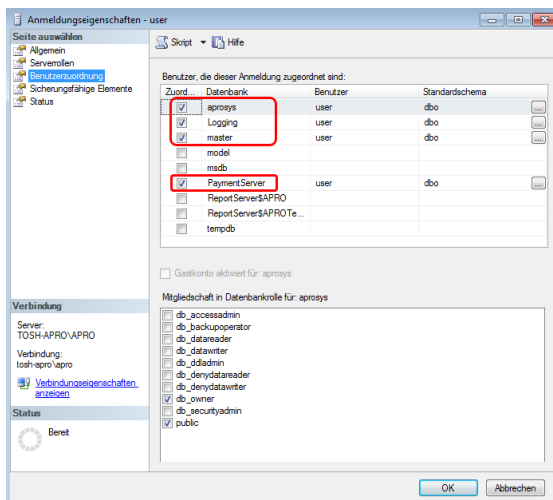 Anmeldungseigenschaften - user
Seite auswählen
Allgemein
Serverrollen
Benutzerzuordnung
Sicherungsfähige Elemente
Status
Skript
Hilfe
Benutzer, die dieser Anmeldung zugeordnet sind:
Zuord... Datenbank Benutzer Standardschema
aprosys user dbo ...
Logging user dbo ...
master user dbo ...
model
msdb
PaymentServer user dbo ...
ReportServer$APRO
ReportServer$APROTe...
tempdb
Gastkonto aktiviert für: aprosys
Mitgliedschaft in Datenbankrolle für: aprosys
db_accessadmin
db_backupoperator
db_datareader
db_datawriter
db_ddladmin
db_denydatareader
db_denydatawriter
db_owner
db_securityadmin
public
Verbindung
Server:
TOSH-APRO\APRO
Verbindung:
tosh-apro\apro
Verbindungseigenschaften
anzeigen
Status
Bereit
OK Abbrechen